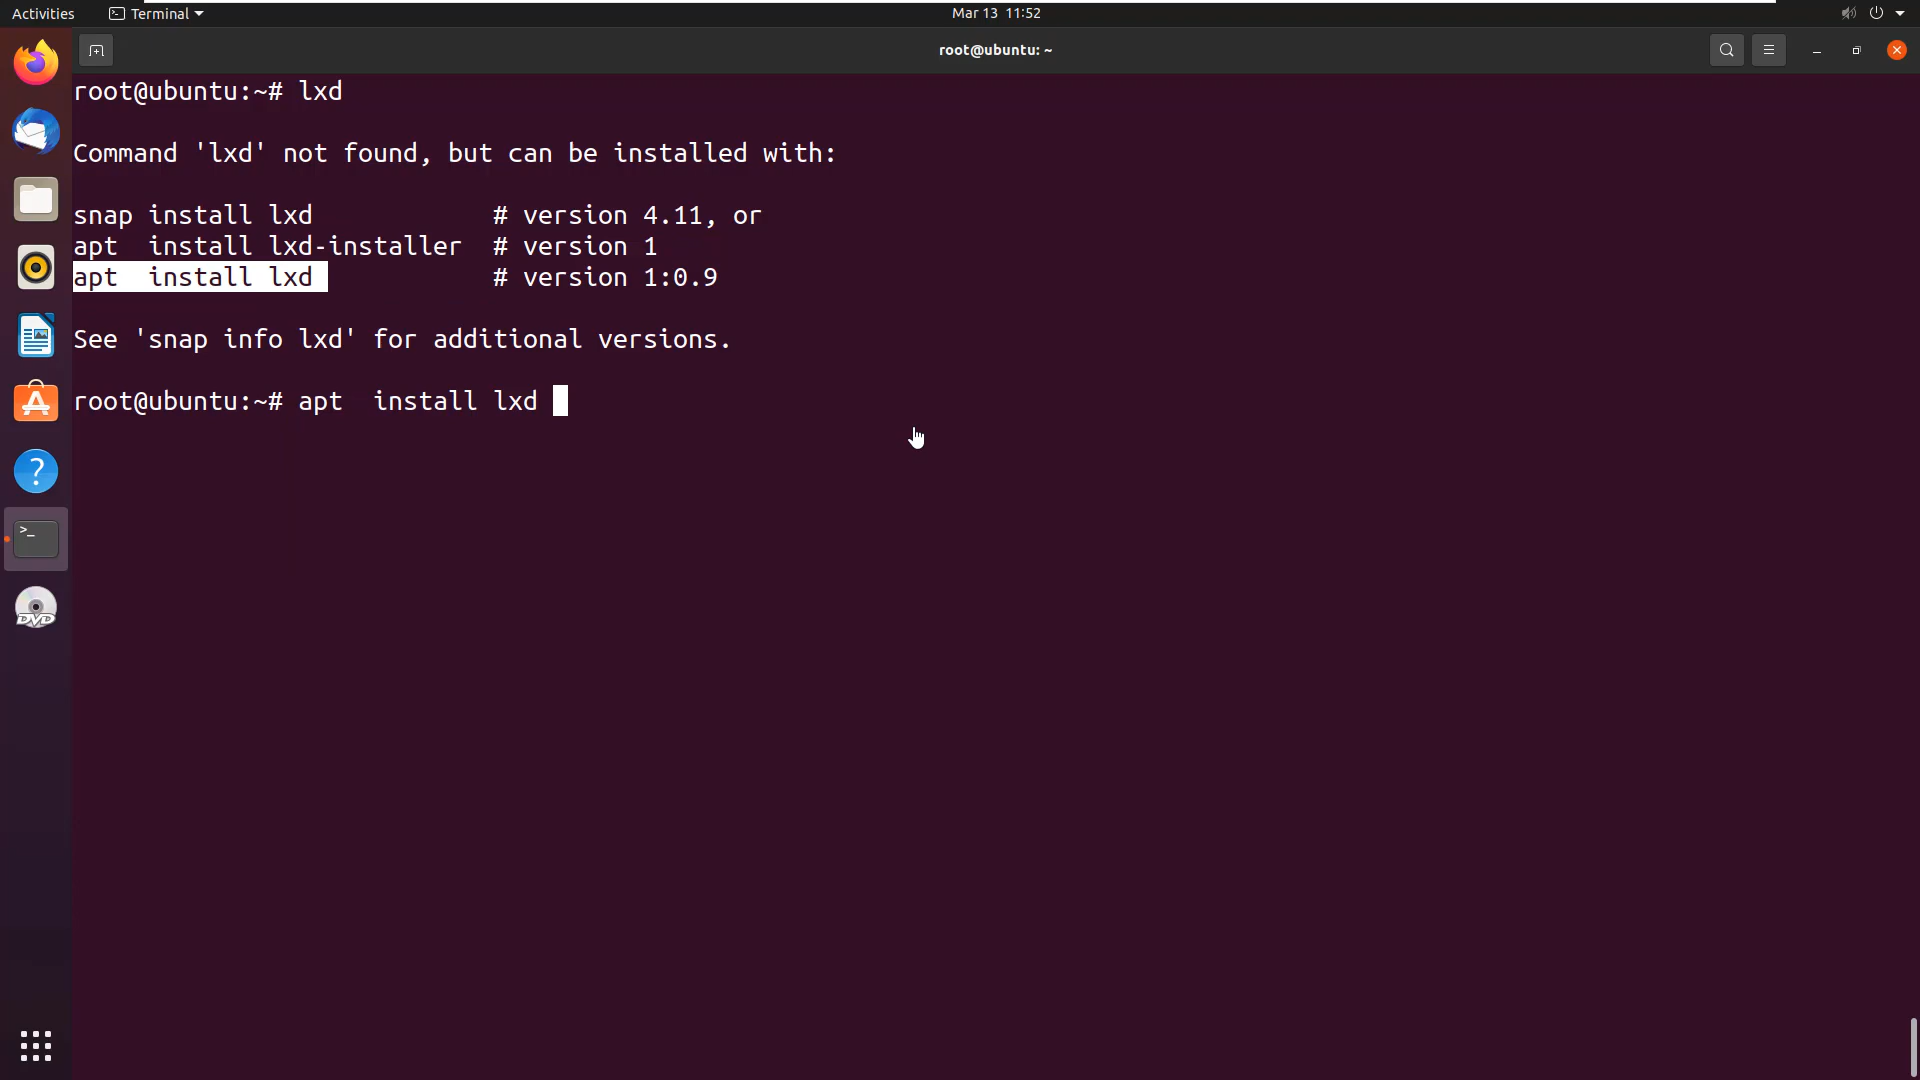 Activities Terminal Mar 13 11:52
root@ubuntu: ~
root@ubuntu:~# lxd
Command 'lxd' not found, but can be installed with:
snap install lxd             # version 4.11, or
apt  install lxd-installer  # version 1
apt  install lxd            # version 1:0.9
See 'snap info lxd' for additional versions.
root@ubuntu:~# apt  install lxd
?
>_
DVD